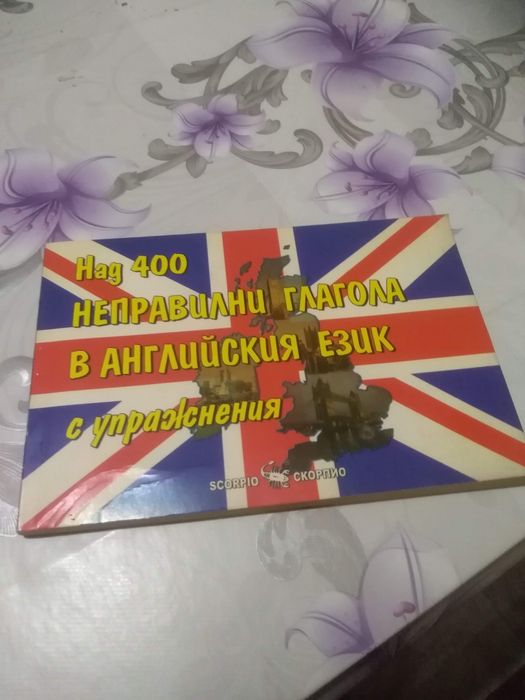 Над 400
НЕПРАВИЛНИ ГЛАГОЛА
В АНГЛИЙСКИЯ ЕЗИК
с упражнения
SCORPIO СКОРПИО